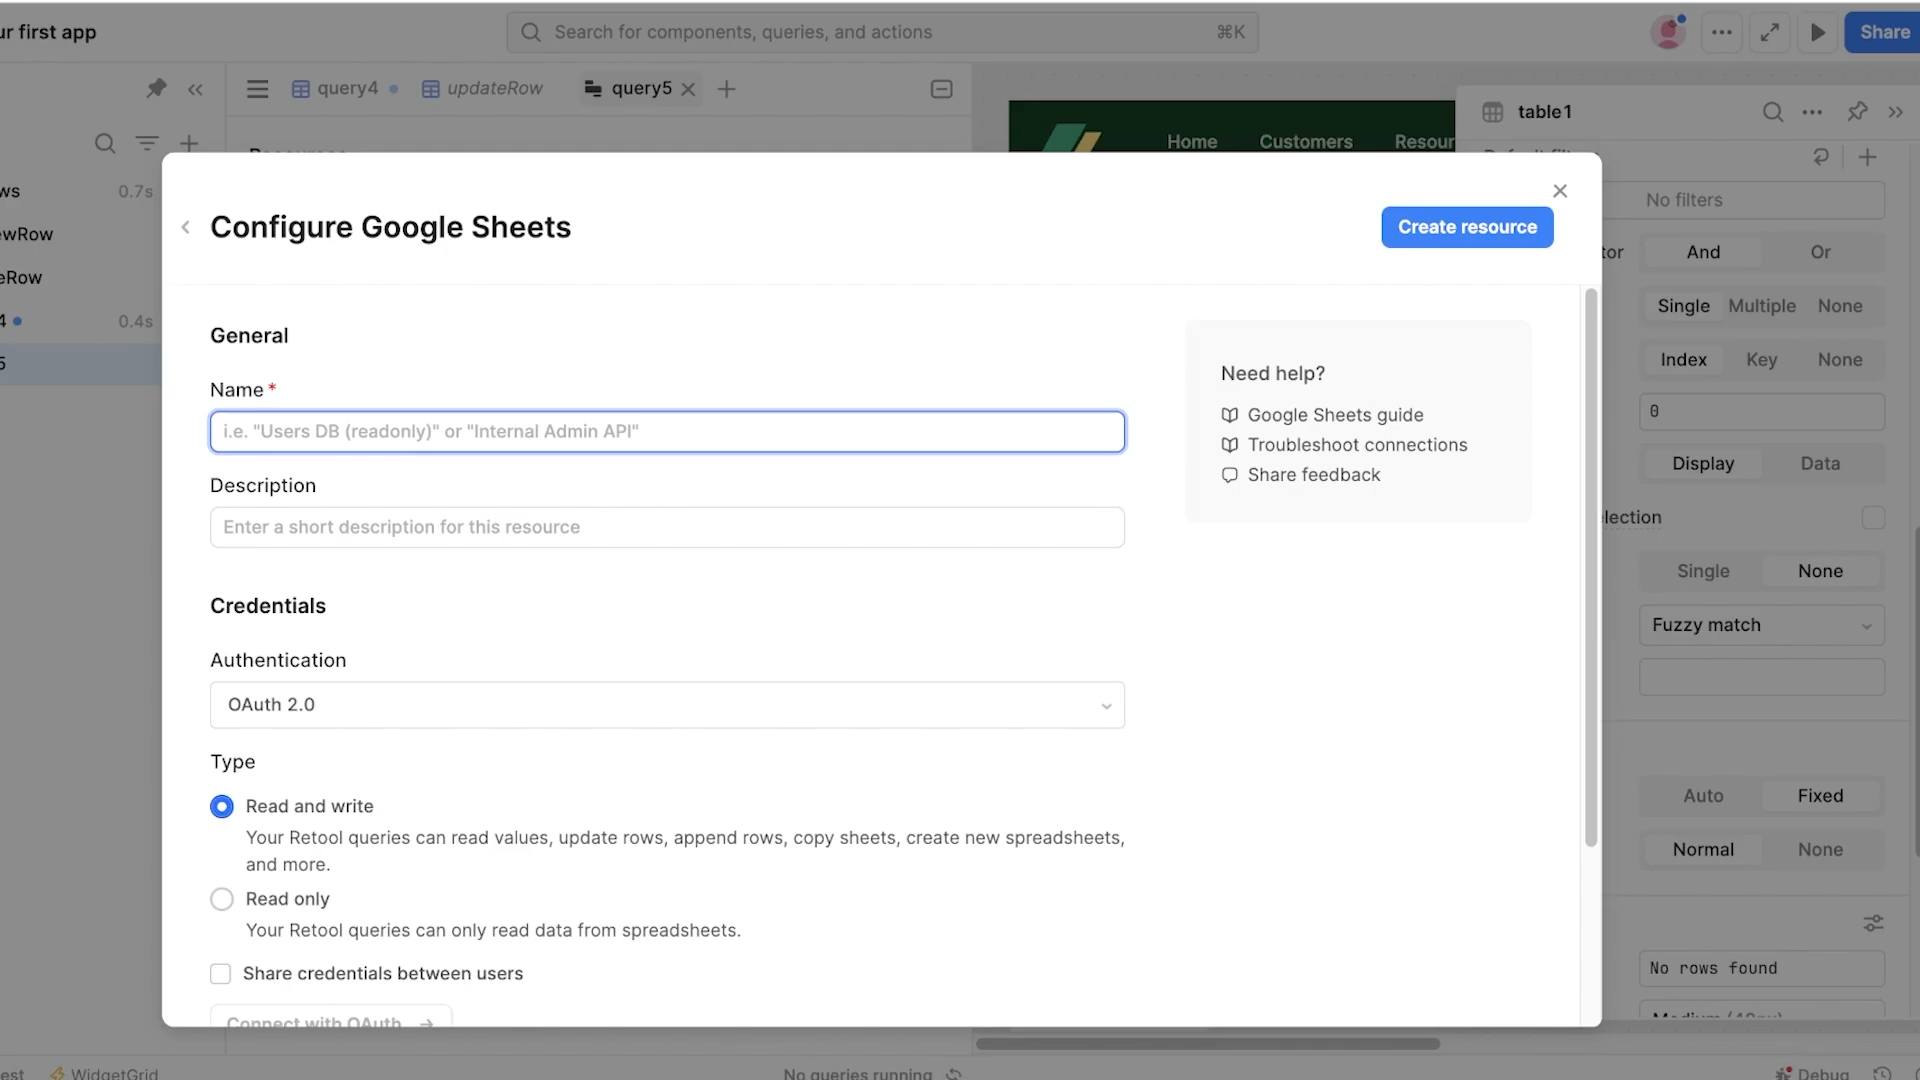 ur first app
Search for components, queries, and actions
⌘K
Share
query4
updateRow
query5
Home
Customers
Resour
table1
ws
0.7s
ewRow
eRow
4
0.4s
5
Configure Google Sheets
Create resource
General
Name *
i.e. "Users DB (readonly)" or "Internal Admin API"
Description
Enter a short description for this resource
Credentials
Authentication
OAuth 2.0
Type
Read and write
Your Retool queries can read values, update rows, append rows, copy sheets, create new spreadsheets,
and more.
Read only
Your Retool queries can only read data from spreadsheets.
Share credentials between users
Connect with OAuth →
Need help?
Google Sheets guide
Troubleshoot connections
Share feedback
No filters
tor
And
Or
Single
Multiple
None
Index
Key
None
0
Display
Data
lection
Single
None
Fuzzy match
Auto
Fixed
Normal
None
No rows found
est
WidgetGrid
No queries running
Debug